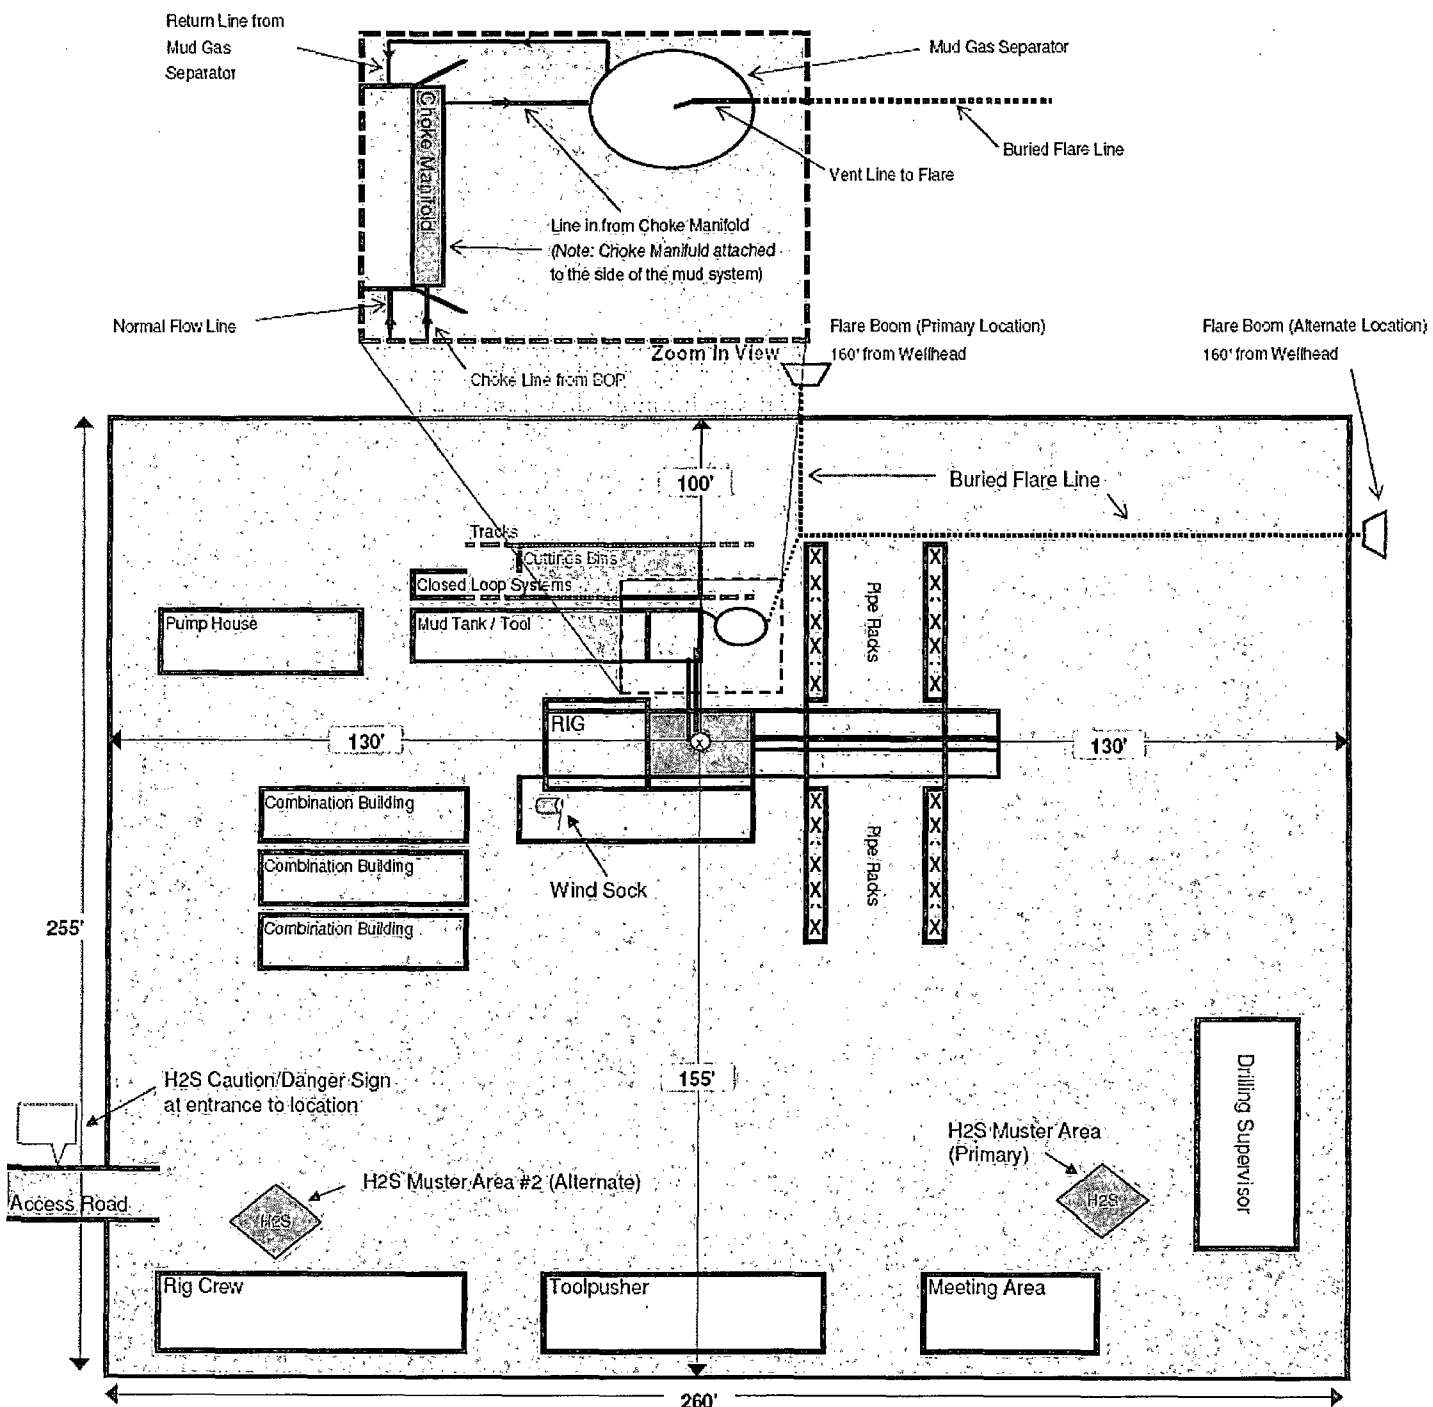 Return Line from
Mud Gas
Separator
Mud Gas Separator
Choke Manifold
Buried Flare Line
Vent Line to Flare
Line in from Choke Manifold
(Note: Choke Manifold attached
to the side of the mud system)
Normal Flow Line
Zoom In View
Choke Line from BOP
Flare Boom (Primary Location)
160' from Wellhead
Flare Boom (Alternate Location)
160' from Wellhead
100'
Buried Flare Line
Tracks
Cuttings Bins
Closed Loop Systems
Pump House
Mud Tank / Tool
X
X
X
X
X
X
X
X
Pipe Racks
RIG
X
130'
130'
Combination Building
Combination Building
Combination Building
Wind Sock
X
X
X
X
X
X
X
X
Pipe Racks
255'
155'
H2S Caution/Danger Sign
at entrance to location
Access Road
H2S Muster Area #2 (Alternate)
H2S
H2S Muster Area
(Primary)
H2S
Drilling Supervisor
Rig Crew
Toolpusher
Meeting Area
260'